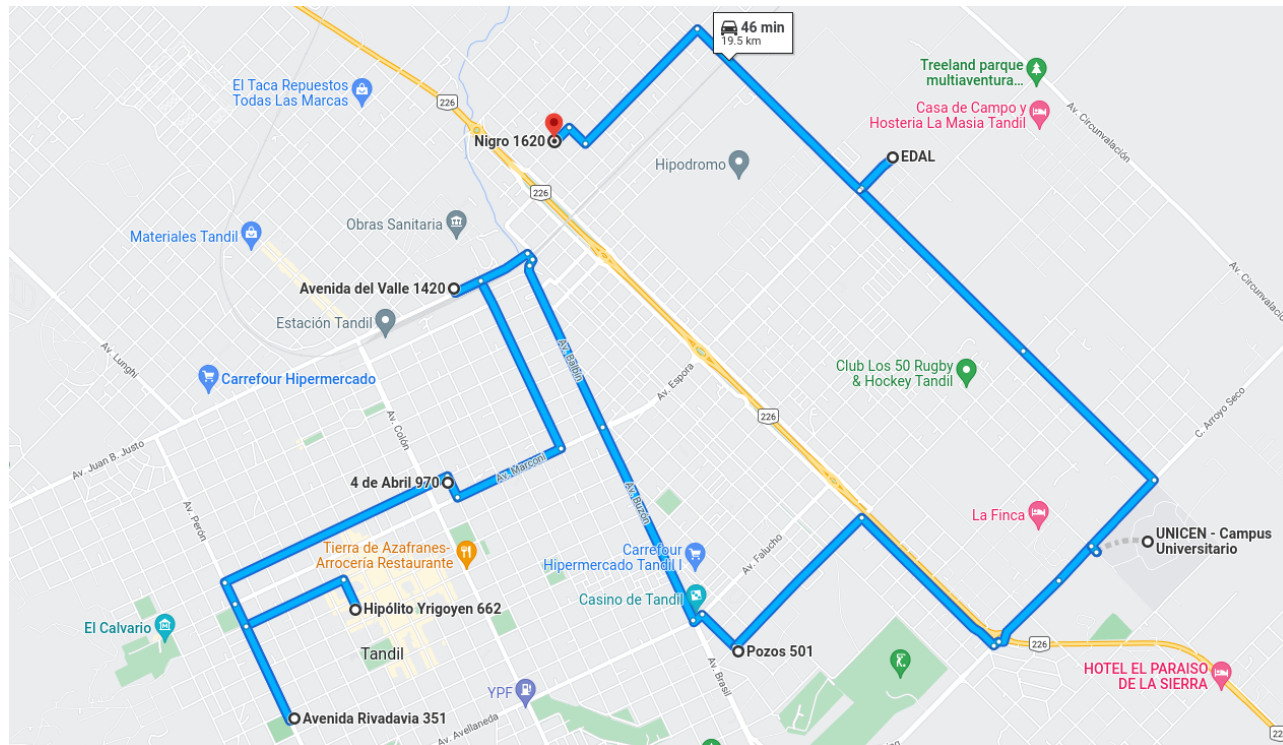 46 min
19.5 km
El Taca Repuestos
Todas Las Marcas
226
Treeland parque
multiaventura...
Casa de Campo y
Hosteria La Masia Tandil
Av. Circunvalación
Nigro 1620
EDAL
Hipodromo
226
Obras Sanitaria
Materiales Tandil
Av. Circunvalación
Avenida del Valle 1420
Estación Tandil
Av. Lunghi
Av. Balbín
Carrefour Hipermercado
Av. Espora
Club Los 50 Rugby
& Hockey Tandil
226
C. Arroyo Seco
Av. Colón
Av. Juan B. Justo
Av. Marconi
4 de Abril 970
Av. Perón
Av. Buzón
La Finca
UNICEN - Campus
Universitario
Tierra de Azafranes-
Arrocería Restaurante
Carrefour
Hipermercado Tandil I
Av. Falucho
Casino de Tandil
Hipólito Yrigoyen 662
El Calvario
Tandil
Pozos 501
226
HOTEL EL PARAISO
DE LA SIERRA
YPF
Av. Brasil
Avenida Rivadavia 351
Av. Avellaneda